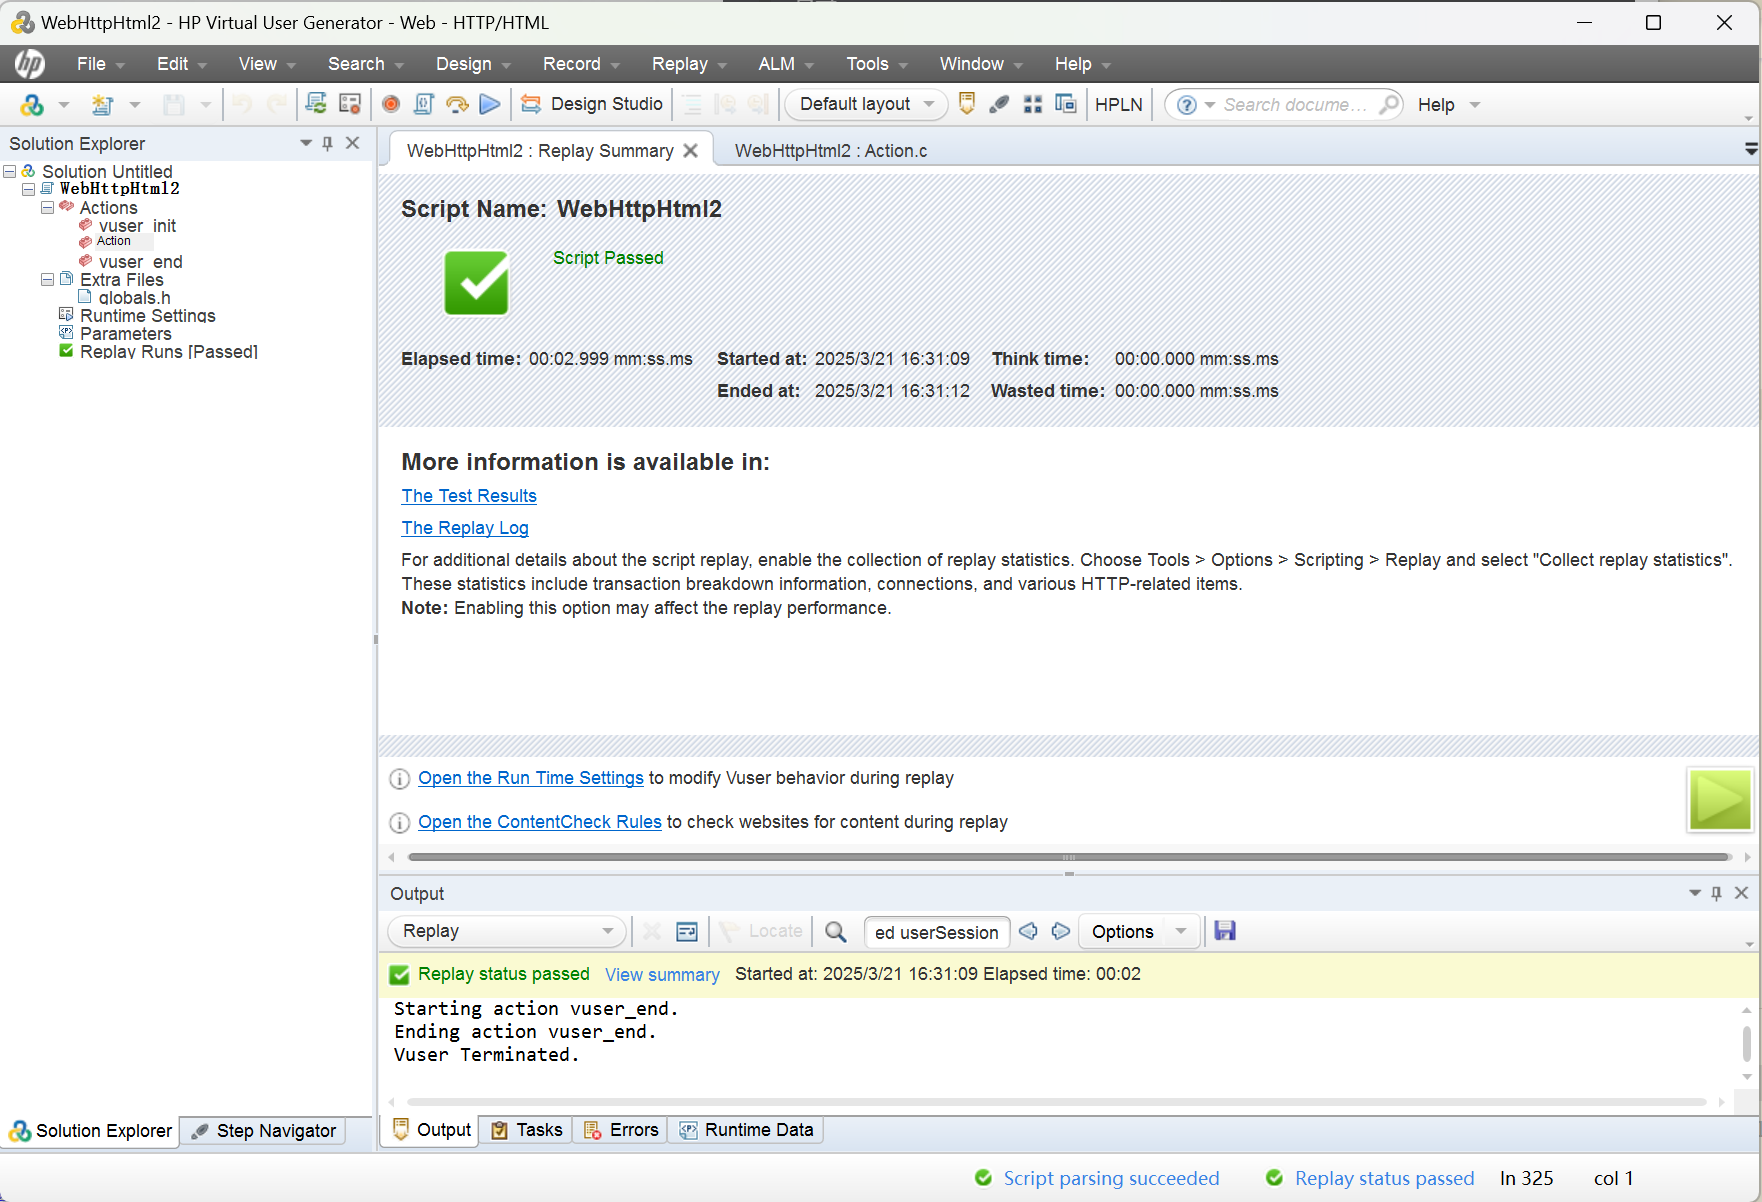 WebHttpHtml2 - HP Virtual User Generator - Web - HTTP/HTML
hp File Edit View Search Design Record Replay ALM Tools Window Help
Design Studio Default layout HPLN Search docume... Help
Solution Explorer
Solution Untitled
WebHttpHtml2
Actions
vuser_init
Action
vuser_end
Extra Files
globals.h
Runtime Settings
Parameters
Replay Runs [Passed]
WebHttpHtml2 : Replay Summary WebHttpHtml2 : Action.c
Script Name: WebHttpHtml2
Script Passed
Elapsed time: 00:02.999 mm:ss.ms Started at: 2025/3/21 16:31:09 Think time: 00:00.000 mm:ss.ms
Ended at: 2025/3/21 16:31:12 Wasted time: 00:00.000 mm:ss.ms
More information is available in:
The Test Results
The Replay Log
For additional details about the script replay, enable the collection of replay statistics. Choose Tools > Options > Scripting > Replay and select "Collect replay statistics".
These statistics include transaction breakdown information, connections, and various HTTP-related items.
Note: Enabling this option may affect the replay performance.
Open the Run Time Settings to modify Vuser behavior during replay
Open the ContentCheck Rules to check websites for content during replay
Output
Replay Locate ed userSession Options
Replay status passed View summary Started at: 2025/3/21 16:31:09 Elapsed time: 00:02
Starting action vuser_end.
Ending action vuser_end.
Vuser Terminated.
Solution Explorer Step Navigator
Output Tasks Errors Runtime Data
Script parsing succeeded Replay status passed ln 325 col 1